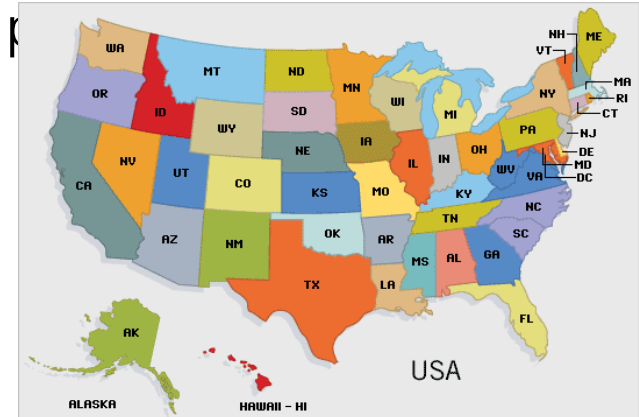 p
WA
MT
ND
MN
WI
MI
NH
VT
ME
MA
RI
CT
NY
NJ
PA
DE
MD
DC
OR
ID
WY
SD
IA
NE
IL
IN
OH
WV
VA
CA
NV
UT
CO
KS
MO
KY
NC
TN
SC
AZ
NM
OK
AR
MS
AL
GA
TX
LA
FL
AK
ALASKA
HAWAII - HI
USA